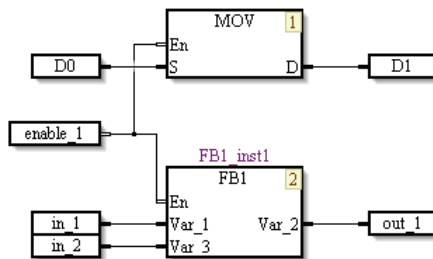 MOV 1
En
D0 S D D1
enable_1
FB1_inst1
FB1 2
En
in_1 Var_1 Var_2 out_1
in_2 Var_3